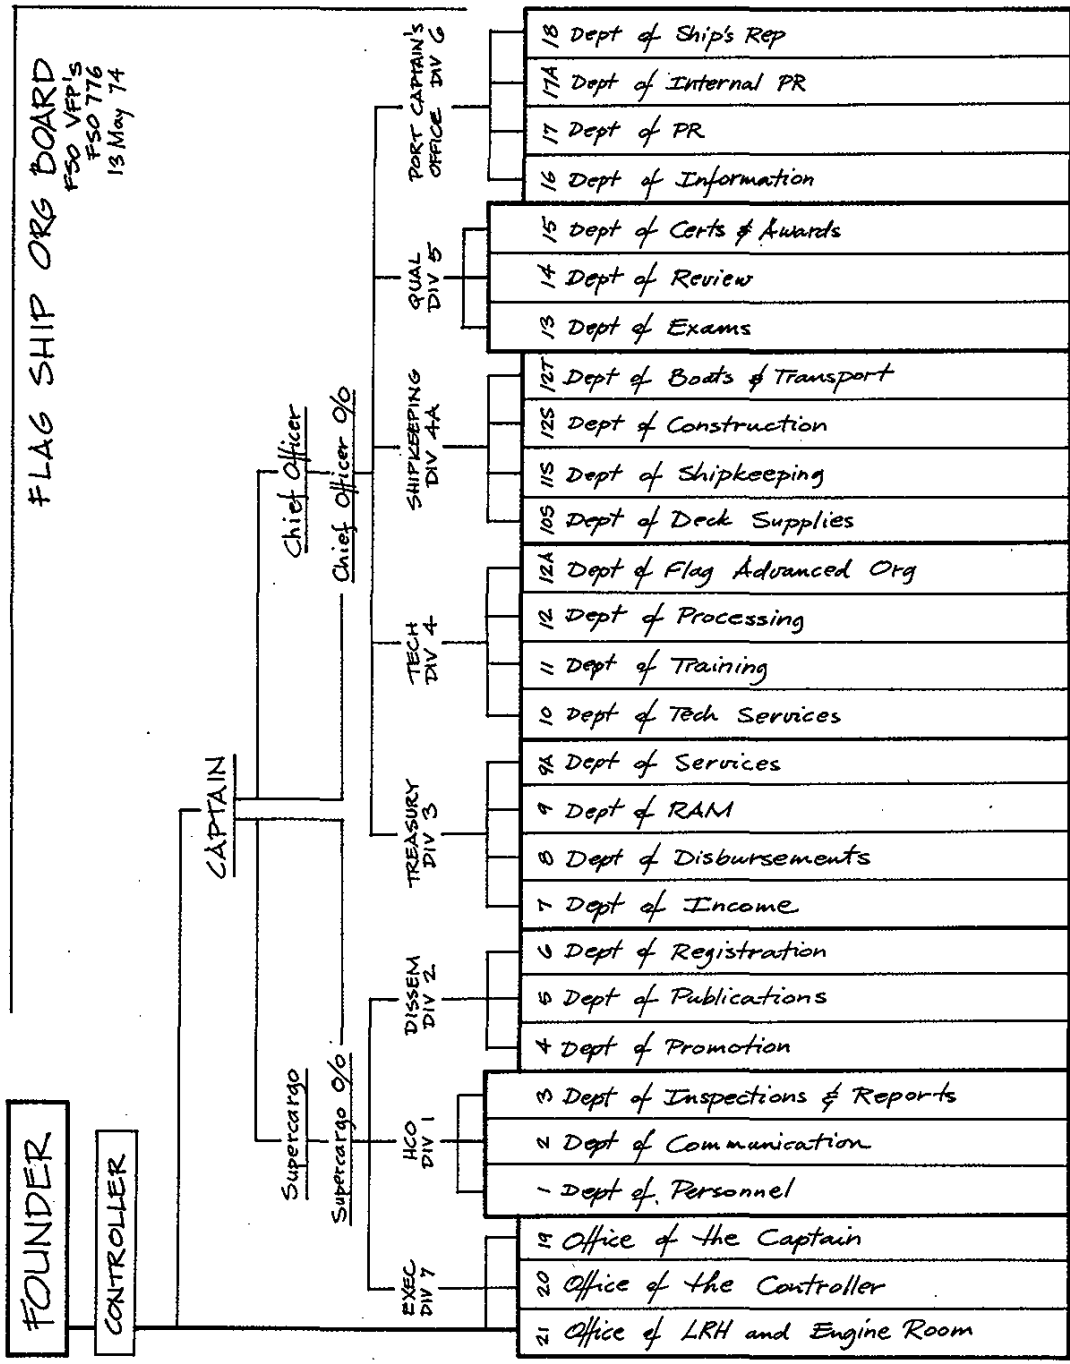 FLAG SHIP ORG BOARD
FSO VFP's
FSO 776
13 May 74
FOUNDER
CONTROLLER
CAPTAIN
Supercargo
Supercargo O/O
Chief Officer
Chief Officer O/O
EXEC
DIV 7
HCO
DIV 1
DISSEM
DIV 2
TREASURY
DIV 3
TECH
DIV 4
SHIPKEEPING
DIV 4A
QUAL
DIV 5
PORT CAPTAIN'S
OFFICE DIV 6
21 Office of LRH and Engine Room
20 Office of the Controller
19 Office of the Captain
1 Dept of Personnel
2 Dept of Communication
3 Dept of Inspections & Reports
4 Dept of Promotion
5 Dept of Publications
6 Dept of Registration
7 Dept of Income
8 Dept of Disbursements
9 Dept of RAM
9A Dept of Services
10 Dept of Tech Services
11 Dept of Training
12 Dept of Processing
12A Dept of Flag Advanced Org
10S Dept of Deck Supplies
11S Dept of Shipkeeping
12S Dept of Construction
12T Dept of Boats & Transport
13 Dept of Exams
14 Dept of Review
15 Dept of Certs & Awards
16 Dept of Information
17 Dept of PR
17A Dept of Internal PR
18 Dept of Ship's Rep